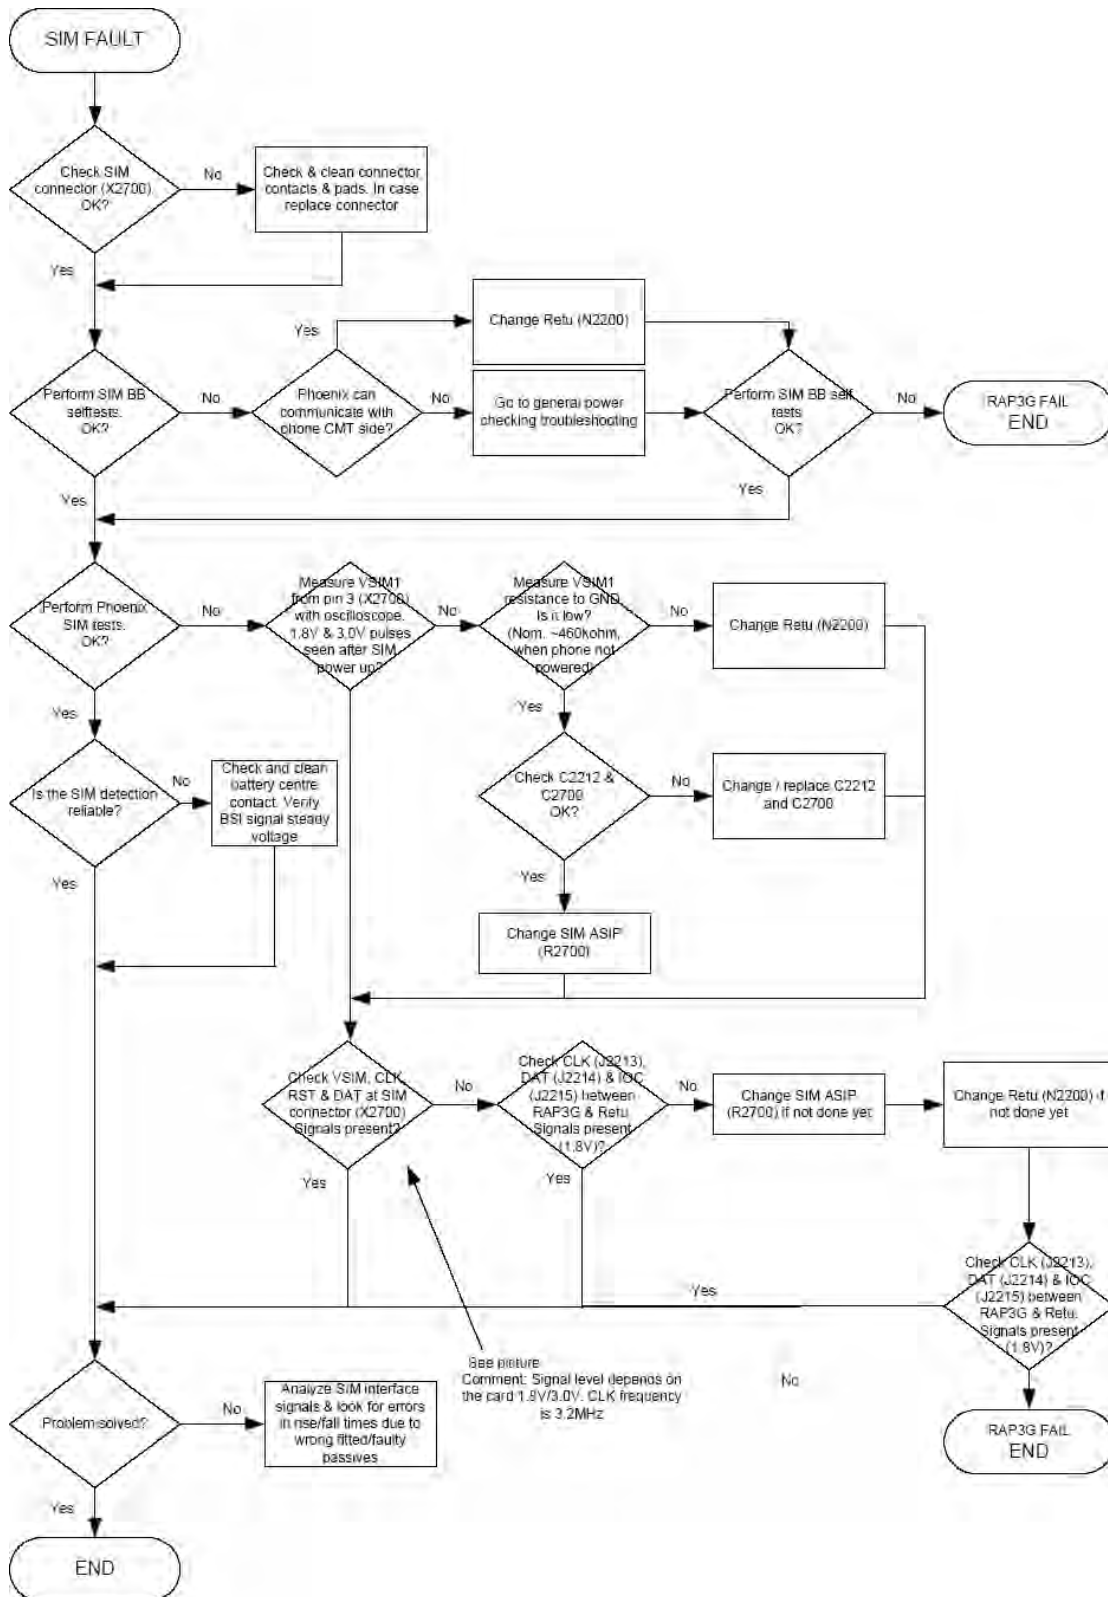 SIM FAULT
Check SIM
connector (X2700)
OK?
No
Check & clean connector,
contacts & pads. In case
replace connector
Yes
Yes
Change Retu (N2200)
Perform SIM BB
selftests.
OK?
No
Phoenix can
communicate with
phone CMT side?
No
Go to general power
checking troubleshooting
Perform SIM BB self
tests
OK?
No
RAP3G FAIL
END
Yes
Yes
Perform Phoenix
SIM tests.
OK?
No
Measure VSIM1
from pin 3 (X2700)
with oscilloscope.
1.8V & 3.0V pulses
seen after SIM
power up?
No
Measure VSIM1
resistance to GND.
Is it low?
(Nom. ~460kohm,
when phone not
powered)
No
Change Retu (N2200)
Yes
Yes
Is the SIM detection
reliable?
No
Check and clean
battery centre
contact. Verify
BSI signal steady
voltage
Check C2212 &
C2700
OK?
No
Change / replace C2212
and C2700
Yes
Yes
Change SIM ASIP
(R2700)
Check VSIM, CLK,
RST & DAT at SIM
connector (X2700)
Signals present?
No
Check CLK (J2213),
DAT (J2214) & IOC
(J2215) between
RAP3G & Retu.
Signals present
(1.8V)?
No
Change SIM ASIP
(R2700) if not done yet
Change Retu (N2200) if
not done yet
Yes
Yes
Check CLK (J2213),
DAT (J2214) & IOC
(J2215) between
RAP3G & Retu.
Signals present
(1.8V)?
Yes
See picture
Comment: Signal level depends on
the card 1.8V/3.0V. CLK frequency
is 3.2MHz
No
Problem solved?
No
Analyze SIM interface
signals & look for errors
in rise/fall times due to
wrong fitted/faulty
passives
RAP3G FAIL
END
Yes
END